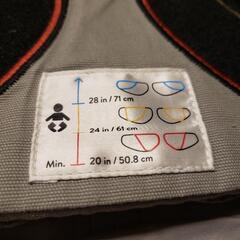 28 in / 71 cm
24 in / 61 cm
Min. 20 in / 50.8 cm